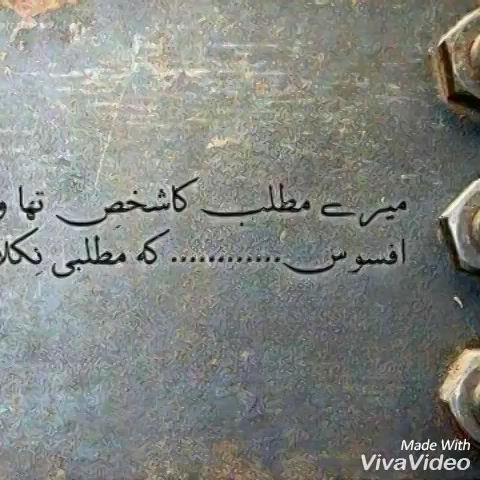 میرے مطلب کا شخص تھا
افسوس............ کہ مطلبی
Made With
VivaVideo